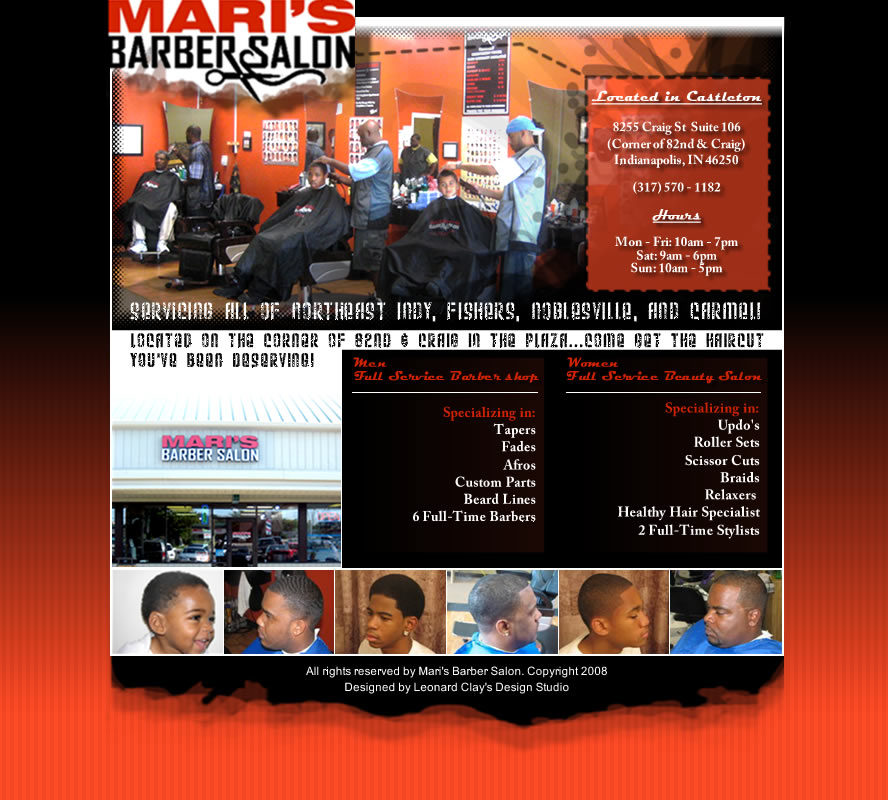 MARI'S
BARBER SALON
Located in Castleton
8255 Craig St Suite 106
(Corner of 82nd & Craig)
Indianapolis, IN 46250
(317) 570 - 1182
Hours
Mon - Fri: 10am - 7pm
Sat: 9am - 6pm
Sun: 10am - 5pm
SERVICING ALL OF NORTHEAST INDY, FISHERS, NOBLESVILLE, AND CARMEL!
LOCATED ON THE CORNER OF 82ND & CRAIG IN THE PLAZA...COME GET THE HAIRCUT
YOU'VE BEEN DESERVING!
MARI'S
BARBER SALON
Men
Full Service Barber shop
Specializing in:
Tapers
Fades
Afros
Custom Parts
Beard Lines
6 Full-Time Barbers
Women
Full Service Beauty Salon
Specializing in:
Updo's
Roller Sets
Scissor Cuts
Braids
Relaxers
Healthy Hair Specialist
2 Full-Time Stylists
All rights reserved by Mari's Barber Salon. Copyright 2008
Designed by Leonard Clay's Design Studio